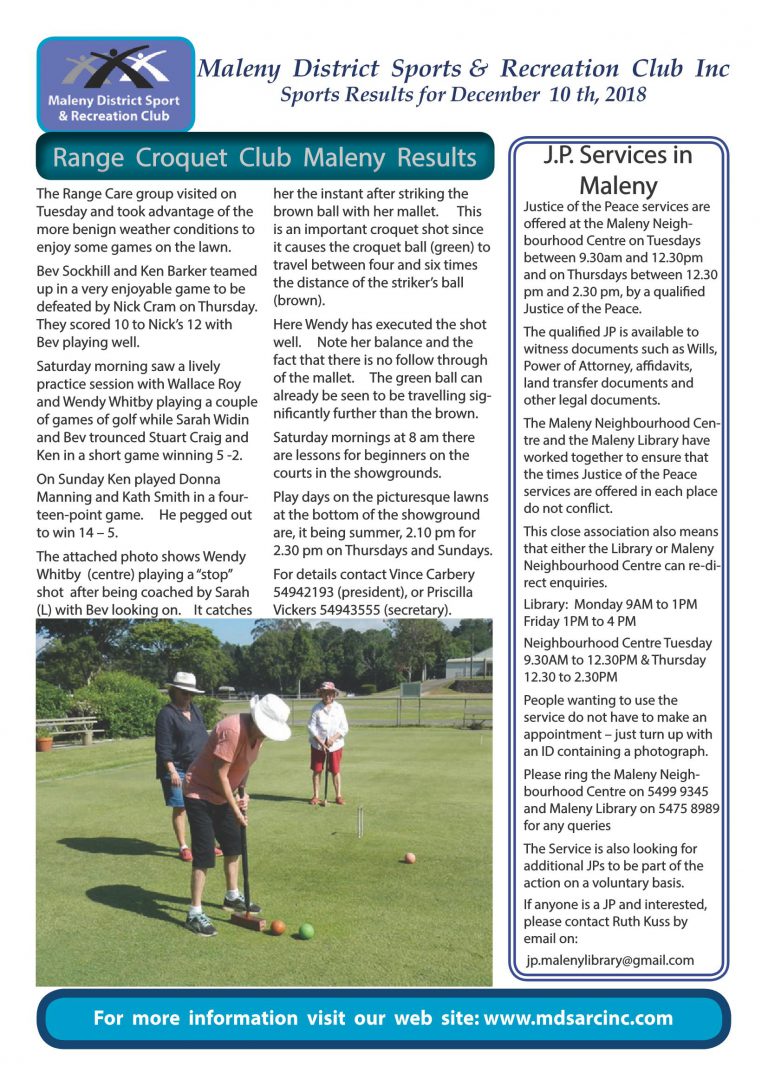 Maleny District Sport
& Recreation Club
Maleny District Sports & Recreation Club Inc
Sports Results for December 10 th, 2018
Range Croquet Club Maleny Results
The Range Care group visited on
Tuesday and took advantage of the
more benign weather conditions to
enjoy some games on the lawn.
Bev Sockhill and Ken Barker teamed
up in a very enjoyable game to be
defeated by Nick Cram on Thursday.
They scored 10 to Nick's 12 with
Bev playing well.
Saturday morning saw a lively
practice session with Wallace Roy
and Wendy Whitby playing a couple
of games of golf while Sarah Widin
and Bev trounced Stuart Craig and
Ken in a short game winning 5 -2.
On Sunday Ken played Donna
Manning and Kath Smith in a four-
teen-point game. He pegged out
to win 14 – 5.
The attached photo shows Wendy
Whitby (centre) playing a “stop”
shot after being coached by Sarah
(L) with Bev looking on. It catches
her the instant after striking the
brown ball with her mallet. This
is an important croquet shot since
it causes the croquet ball (green) to
travel between four and six times
the distance of the striker's ball
(brown).
Here Wendy has executed the shot
well. Note her balance and the
fact that there is no follow through
of the mallet. The green ball can
already be seen to be travelling sig-
nificantly further than the brown.
Saturday mornings at 8 am there
are lessons for beginners on the
courts in the showgrounds.
Play days on the picturesque lawns
at the bottom of the showground
are, it being summer, 2.10 pm for
2.30 pm on Thursdays and Sundays.
For details contact Vince Carbery
54942193 (president), or Priscilla
Vickers 54943555 (secretary).
J.P. Services in
Maleny
Justice of the Peace services are
offered at the Maleny Neigh-
bourhood Centre on Tuesdays
between 9.30am and 12.30pm
and on Thursdays between 12.30
pm and 2.30 pm, by a qualified
Justice of the Peace.
The qualified JP is available to
witness documents such as Wills,
Power of Attorney, affidavits,
land transfer documents and
other legal documents.
The Maleny Neighbourhood Cen-
tre and the Maleny Library have
worked together to ensure that
the times Justice of the Peace
services are offered in each place
do not conflict.
This close association also means
that either the Library or Maleny
Neighbourhood Centre can re-di-
rect enquiries.
Library: Monday 9AM to 1PM
Friday 1PM to 4 PM
Neighbourhood Centre Tuesday
9.30AM to 12.30PM & Thursday
12.30 to 2.30PM
People wanting to use the
service do not have to make an
appointment – just turn up with
an ID containing a photograph.
Please ring the Maleny Neigh-
bourhood Centre on 5499 9345
and Maleny Library on 5475 8989
for any queries
The Service is also looking for
additional JPs to be part of the
action on a voluntary basis.
If anyone is a JP and interested,
please contact Ruth Kuss by
email on:
jp.malenylibrary@gmail.com
For more information visit our web site: www.mdsarcinc.com